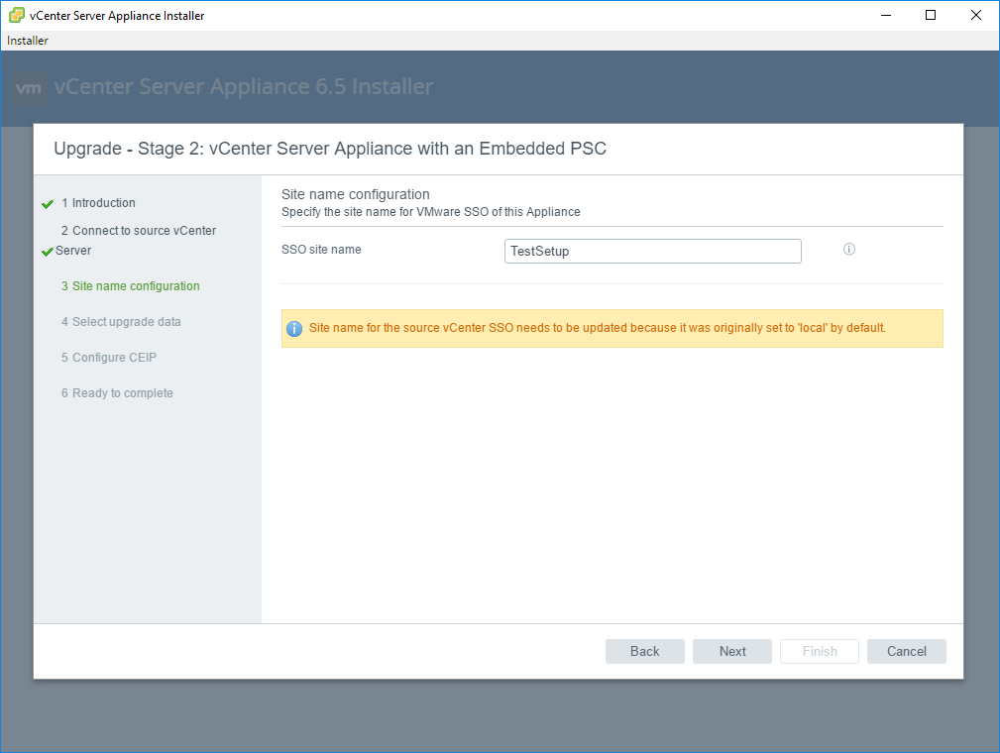 vCenter Server Appliance Installer
Installer
vm vCenter Server Appliance 6.5 Installer
Upgrade - Stage 2: vCenter Server Appliance with an Embedded PSC
1 Introduction
2 Connect to source vCenter
Server
3 Site name configuration
4 Select upgrade data
5 Configure CEIP
6 Ready to complete
Site name configuration
Specify the site name for VMware SSO of this Appliance
SSO site name
TestSetup
Site name for the source vCenter SSO needs to be updated because it was originally set to 'local' by default.
Back
Next
Finish
Cancel